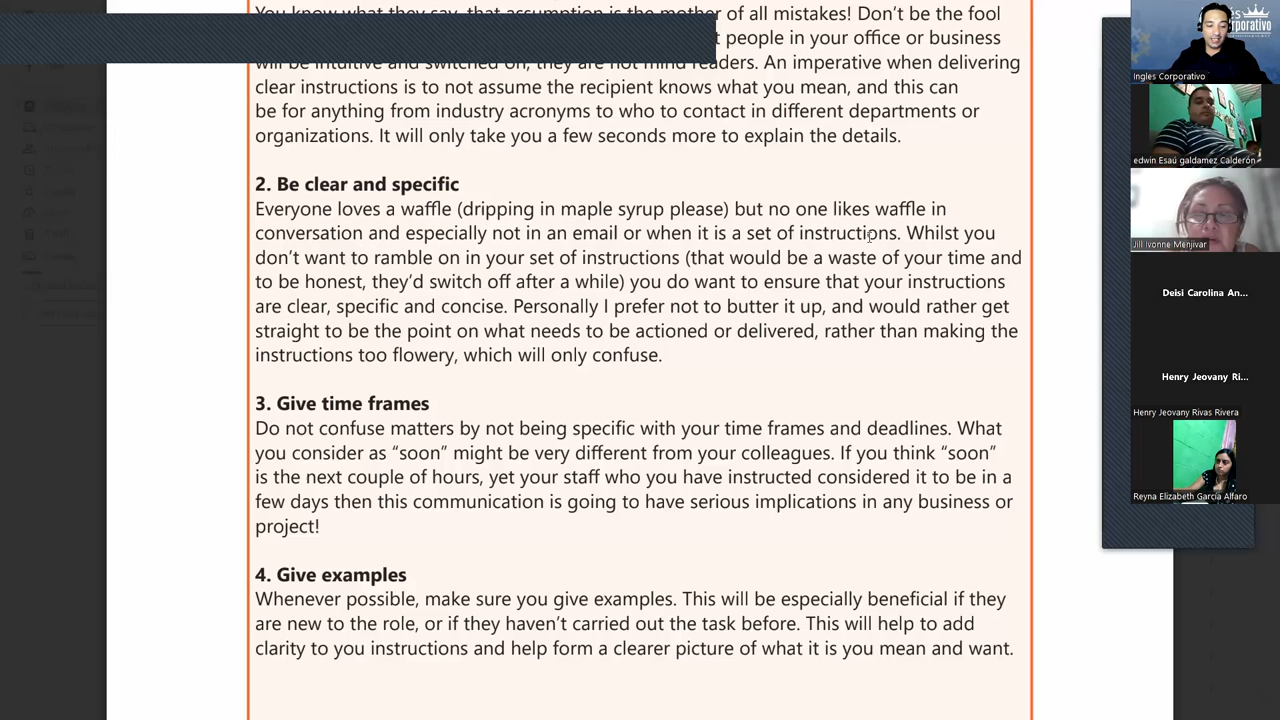 You know what they say, that assumption is the mother of all mistakes! Don't be the fool
t people in your office or business
will be intuitive and switched on, they are not mind readers. An imperative when delivering
clear instructions is to not assume the recipient knows what you mean, and this can
be for anything from industry acronyms to who to contact in different departments or
organizations. It will only take you a few seconds more to explain the details.
2. Be clear and specific
Everyone loves a waffle (dripping in maple syrup please) but no one likes waffle in
conversation and especially not in an email or when it is a set of instructions. Whilst you
don't want to ramble on in your set of instructions (that would be a waste of your time and
to be honest, they'd switch off after a while) you do want to ensure that your instructions
are clear, specific and concise. Personally I prefer not to butter it up, and would rather get
straight to be the point on what needs to be actioned or delivered, rather than making the
instructions too flowery, which will only confuse.
3. Give time frames
Do not confuse matters by not being specific with your time frames and deadlines. What
you consider as “soon” might be very different from your colleagues. If you think “soon”
is the next couple of hours, yet your staff who you have instructed considered it to be in a
few days then this communication is going to have serious implications in any business or
project!
4. Give examples
Whenever possible, make sure you give examples. This will be especially beneficial if they
are new to the role, or if they haven't carried out the task before. This will help to add
clarity to you instructions and help form a clearer picture of what it is you mean and want.
Corporativo
Ingles Corporativo
edwin Esaú galdamez Calderón
Jill Ivonne Menjivar
Deisi Carolina An...
Henry Jeovany Ri...
Henry Jeovany Rivas Rivera
Reyna Elizabeth García Alfaro